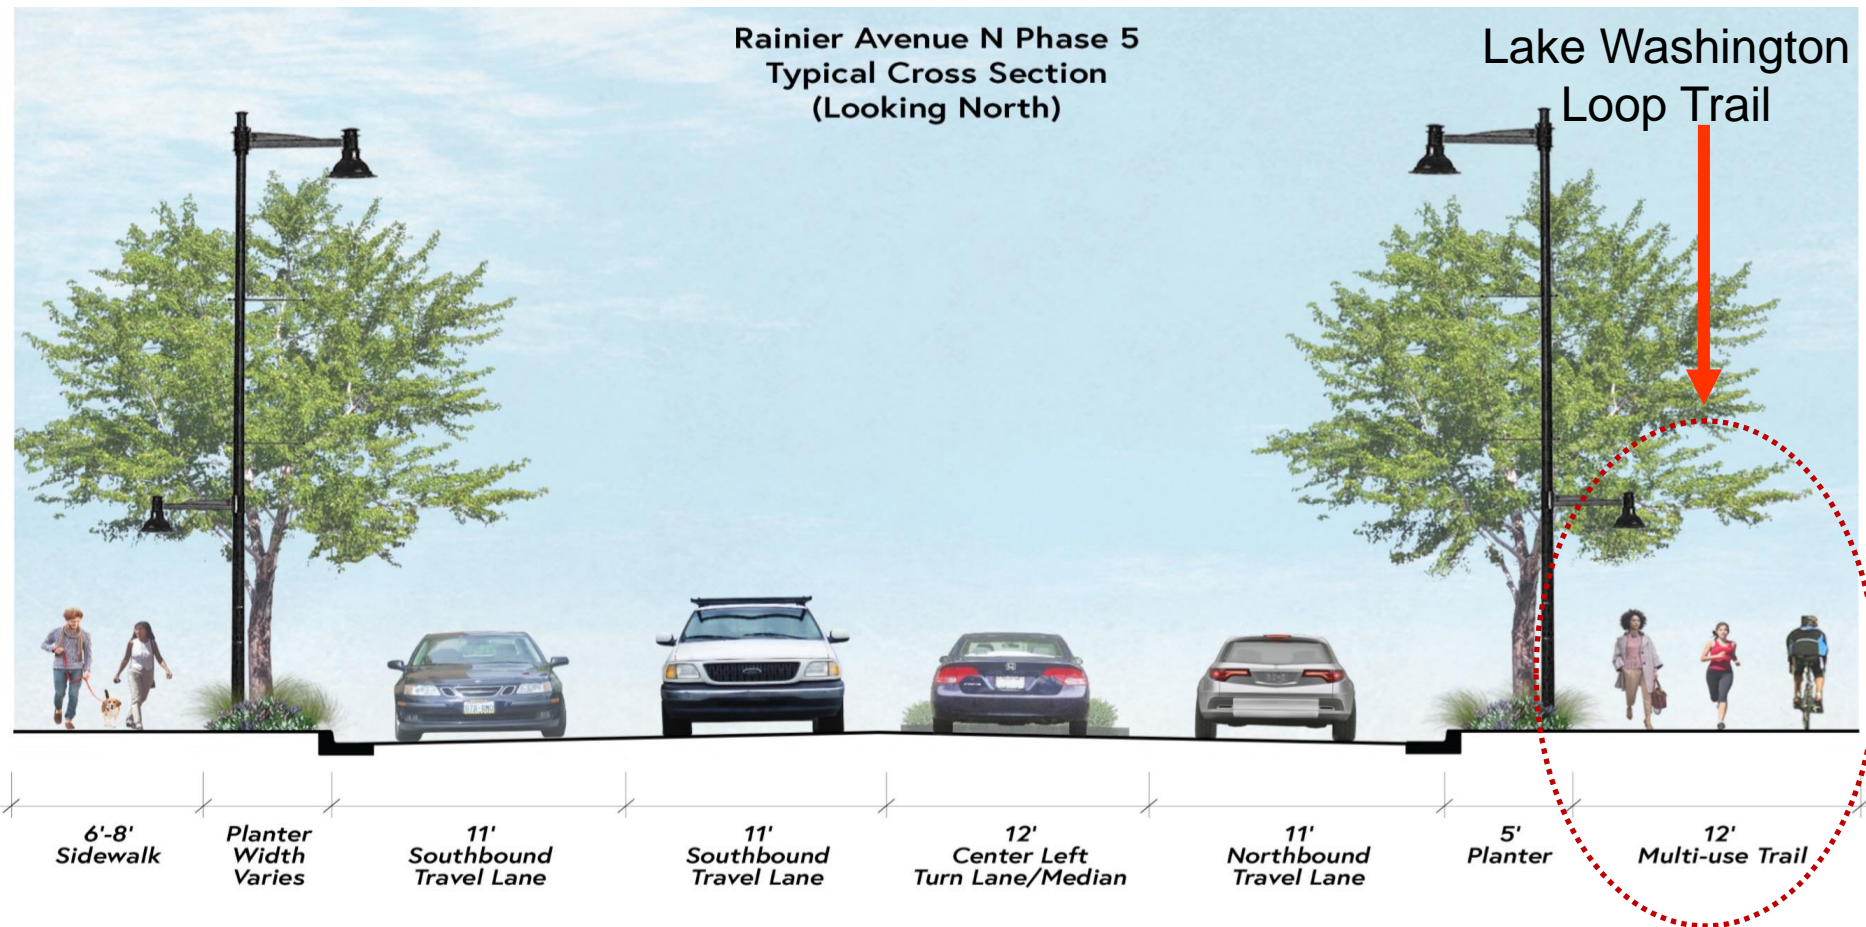 Rainier Avenue N Phase 5
Typical Cross Section
(Looking North)
Lake Washington
Loop Trail
6'-8'
Sidewalk
Planter
Width
Varies
11'
Southbound
Travel Lane
11'
Southbound
Travel Lane
12'
Center Left
Turn Lane/Median
11'
Northbound
Travel Lane
5'
Planter
12'
Multi-use Trail